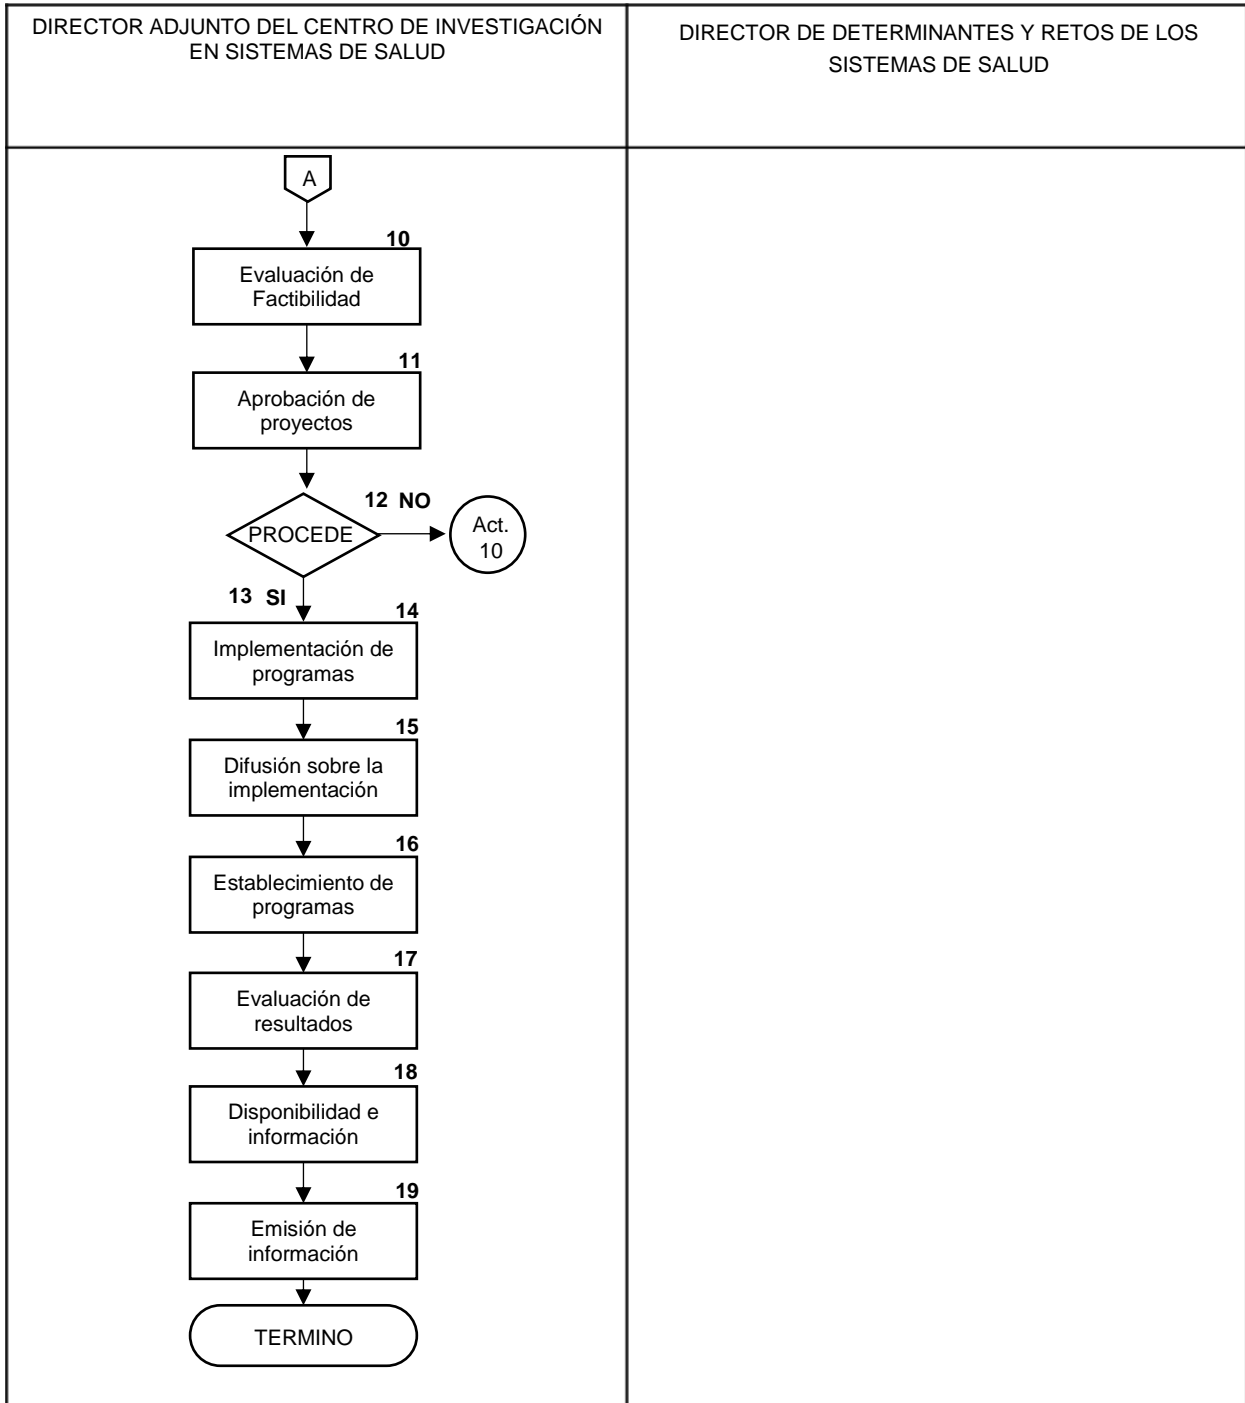 DIRECTOR ADJUNTO DEL CENTRO DE INVESTIGACIÓN
EN SISTEMAS DE SALUD
DIRECTOR DE DETERMINANTES Y RETOS DE LOS
SISTEMAS DE SALUD
A
10
Evaluación de
Factibilidad
11
Aprobación de
proyectos
12 NO
PROCEDE
Act.
10
13 SI
14
Implementación de
programas
15
Difusión sobre la
implementación
16
Establecimiento de
programas
17
Evaluación de
resultados
18
Disponibilidad e
información
19
Emisión de
información
TERMINO